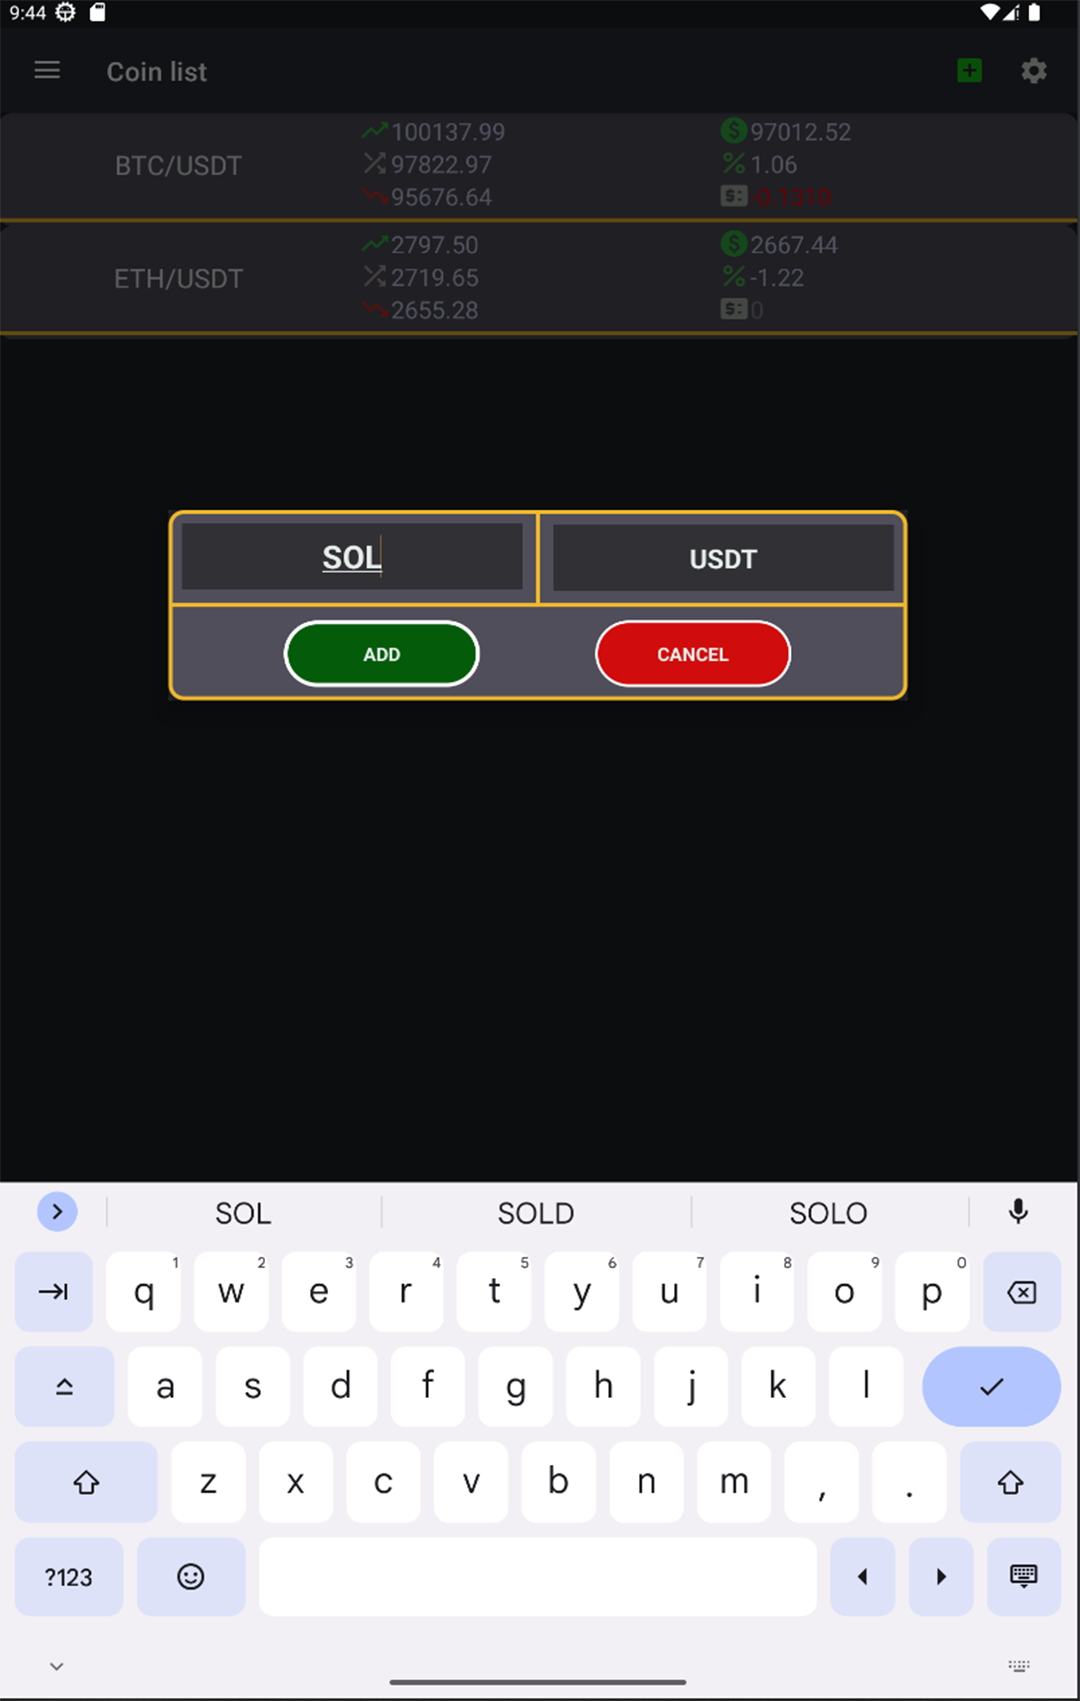 9:44
Coin list
BTC/USDT
100137.99
97822.97
95676.64
97012.52
% 1.06
-0.1310
ETH/USDT
2797.50
2719.65
2655.28
2667.44
% -1.22
0
SOL
USDT
ADD
CANCEL
SOL SOLD SOLO
q 1 w 2 e 3 r 4 t 5 y 6 u 7 i 8 o 9 p 0
a s d f g h j k l
z x c v b n m , .
?123